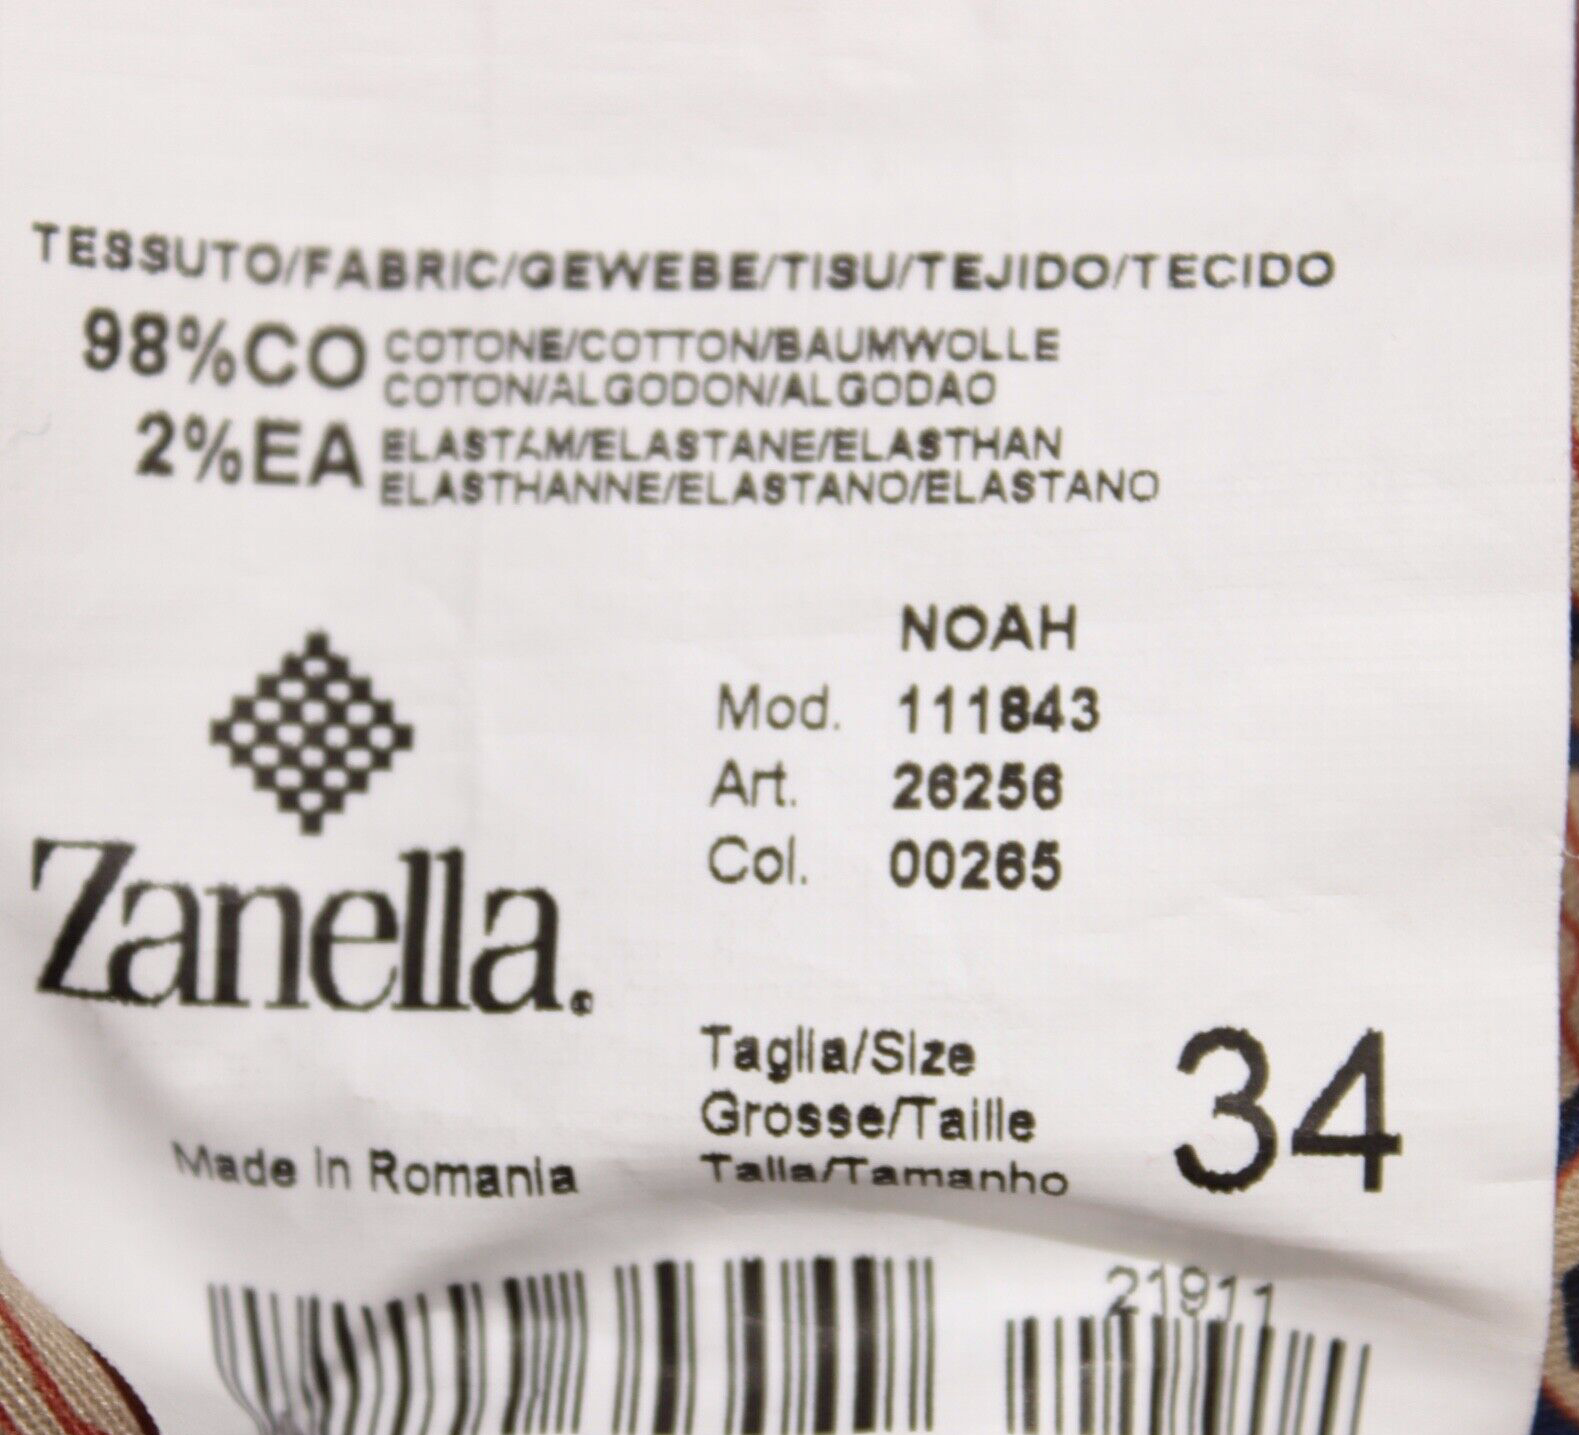 TESSUTO/FABRIC/GEWEBE/TISU/TEJIDO/TECIDO
98%CO COTONE/COTTON/BAUMWOLLE
COTON/ALGODON/ALGODAO
2%EA ELASTAM/ELASTANE/ELASTHAN
ELASTHANNE/ELASTANO/ELASTANO
NOAH
Mod. 111843
Art. 26256
Col. 00265
Zanella.
Taglia/Size
Grosse/Taille
Talla/Tamanho
34
Made in Romania
21911